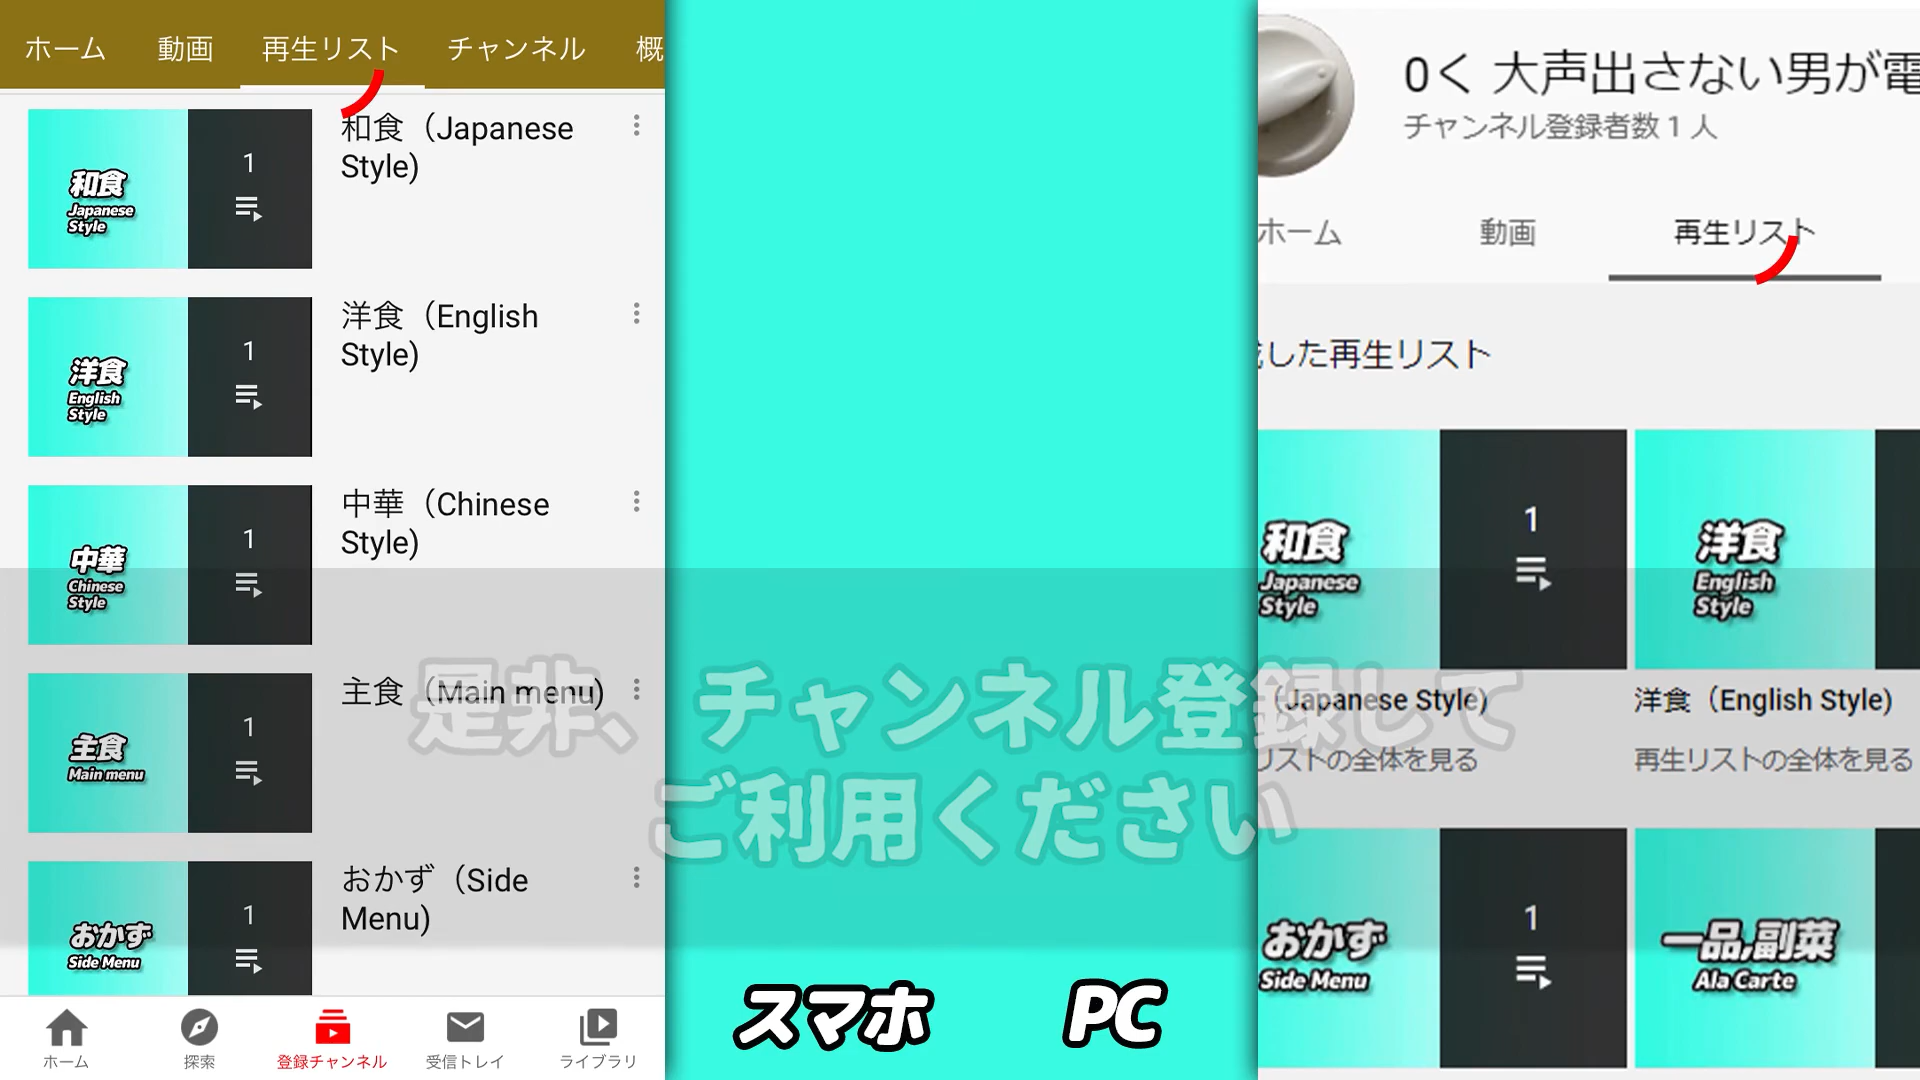 ホーム 動画 再生リスト チャンネル 概
和食
Japanese
Style
1
和食（Japanese
Style)
洋食
English
Style
1
洋食（English
Style)
中華
Chinese
Style
1
中華（Chinese
Style)
主食
Main menu
1
主食（Main menu)
おかず
Side Menu
1
おかず（Side
Menu)
ホーム 探索 登録チャンネル 受信トレイ ライブラリ
是非、チャンネル登録して
ご利用ください
スマホ PC
0く 大声出さない男が電
チャンネル登録者数 1 人
ホーム 動画 再生リスト
した再生リスト
和食
Japanese
Style
1
洋食
English
Style
（Japanese Style) 洋食（English Style)
リストの全体を見る 再生リストの全体を見る
おかず
Side Menu
1
一品,副菜
Ala Carte